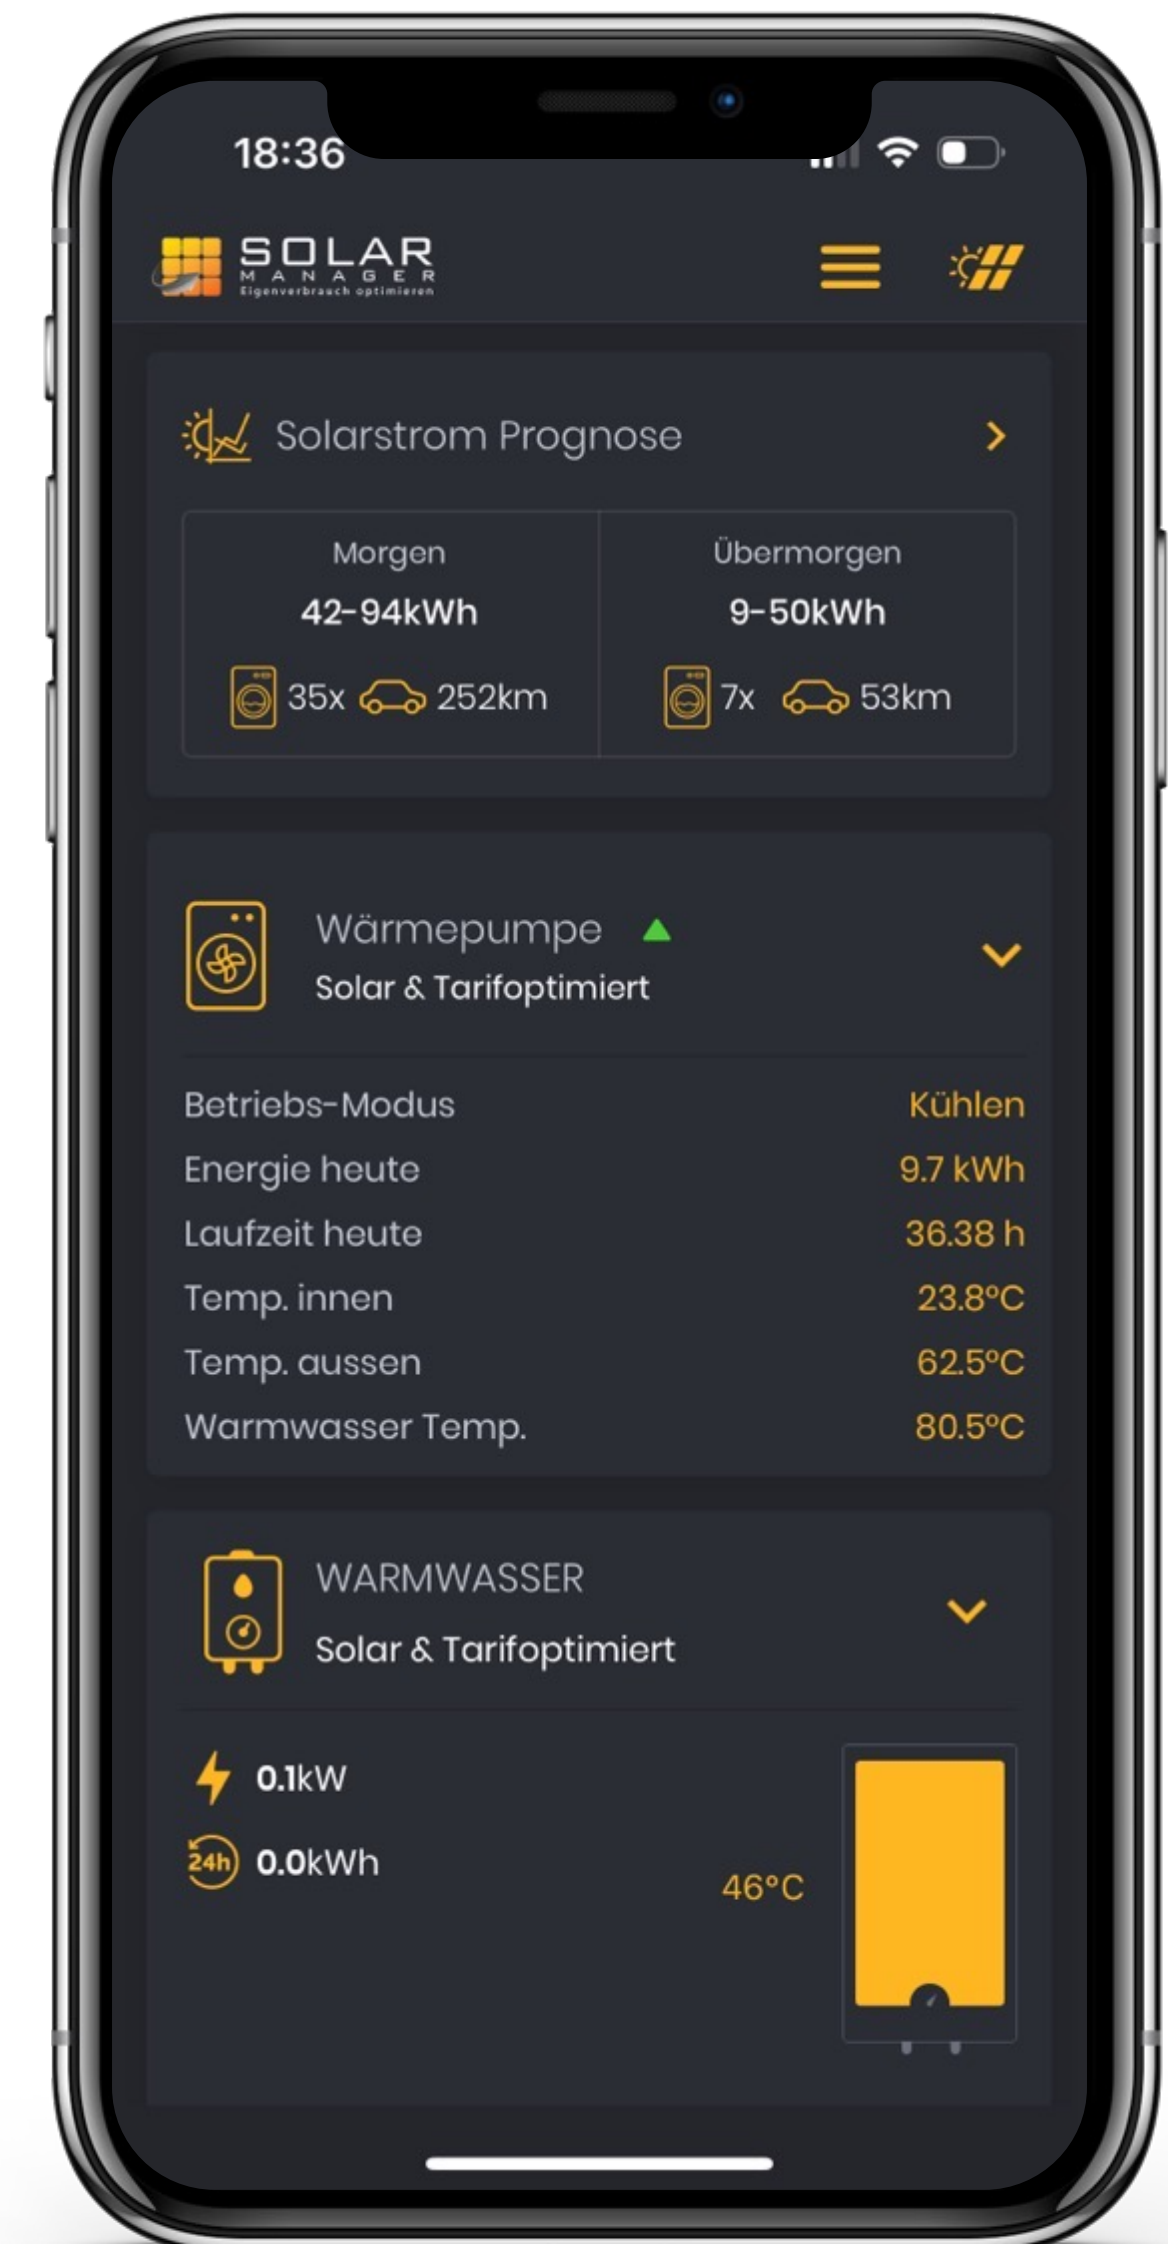 18:36
SOLAR
MANAGER
Eigenverbrauch optimieren
Solarstrom Prognose
Morgen
42-94kWh
35x 252km
Übermorgen
9-50kWh
7x 53km
Wärmepumpe
Solar & Tarifoptimiert
Betriebs-Modus Kühlen
Energie heute 9.7 kWh
Laufzeit heute 36.38 h
Temp. innen 23.8°C
Temp. aussen 62.5°C
Warmwasser Temp. 80.5°C
WARMWASSER
Solar & Tarifoptimiert
0.1kW
24h 0.0kWh
46°C